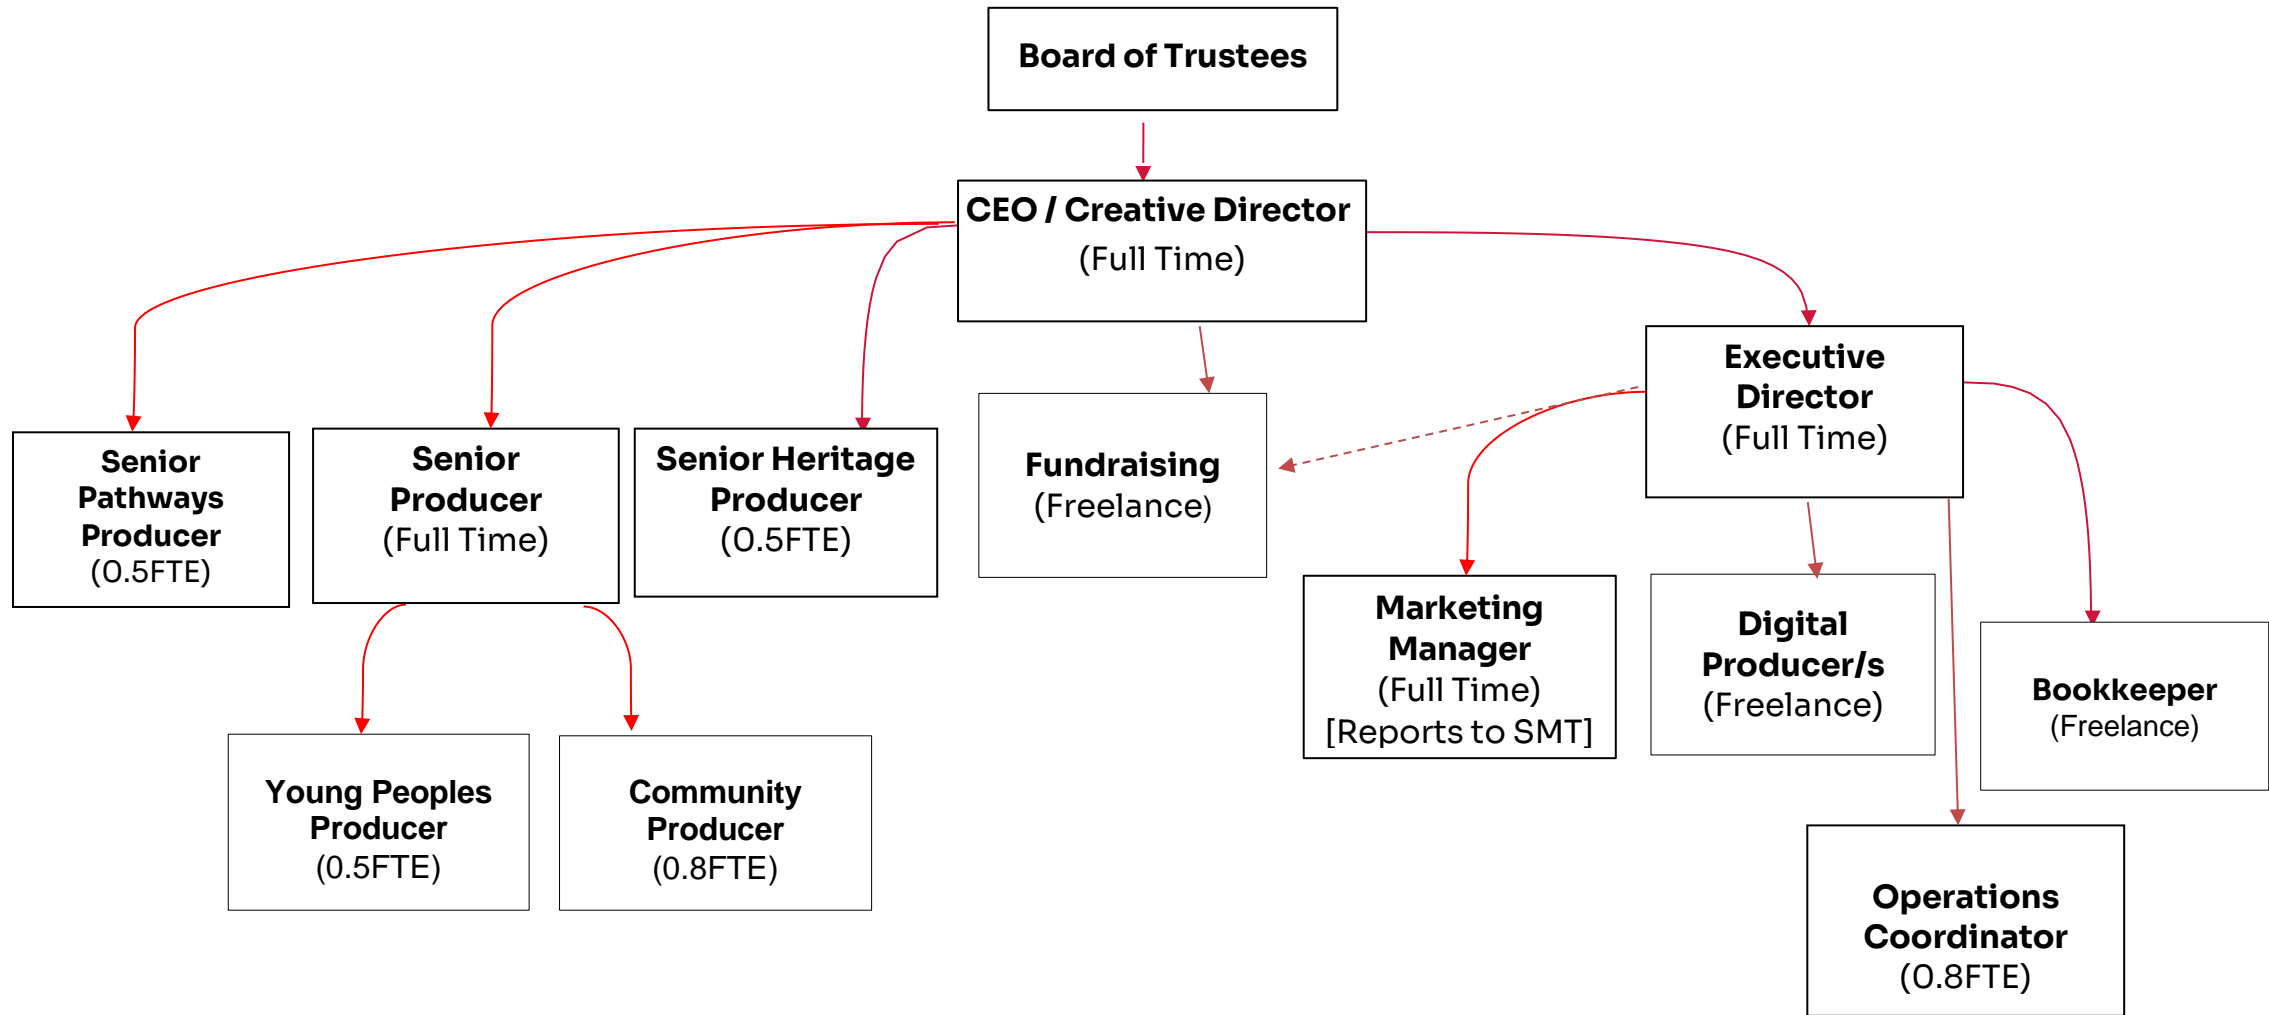 Board of Trustees
CEO / Creative Director
(Full Time)
Executive
Director
(Full Time)
Senior
Pathways
Producer
(0.5FTE)
Senior
Producer
(Full Time)
Senior Heritage
Producer
(0.5FTE)
Fundraising
(Freelance)
Marketing
Manager
(Full Time)
[Reports to SMT]
Digital
Producer/s
(Freelance)
Bookkeeper
(Freelance)
Young Peoples
Producer
(0.5FTE)
Community
Producer
(0.8FTE)
Operations
Coordinator
(0.8FTE)